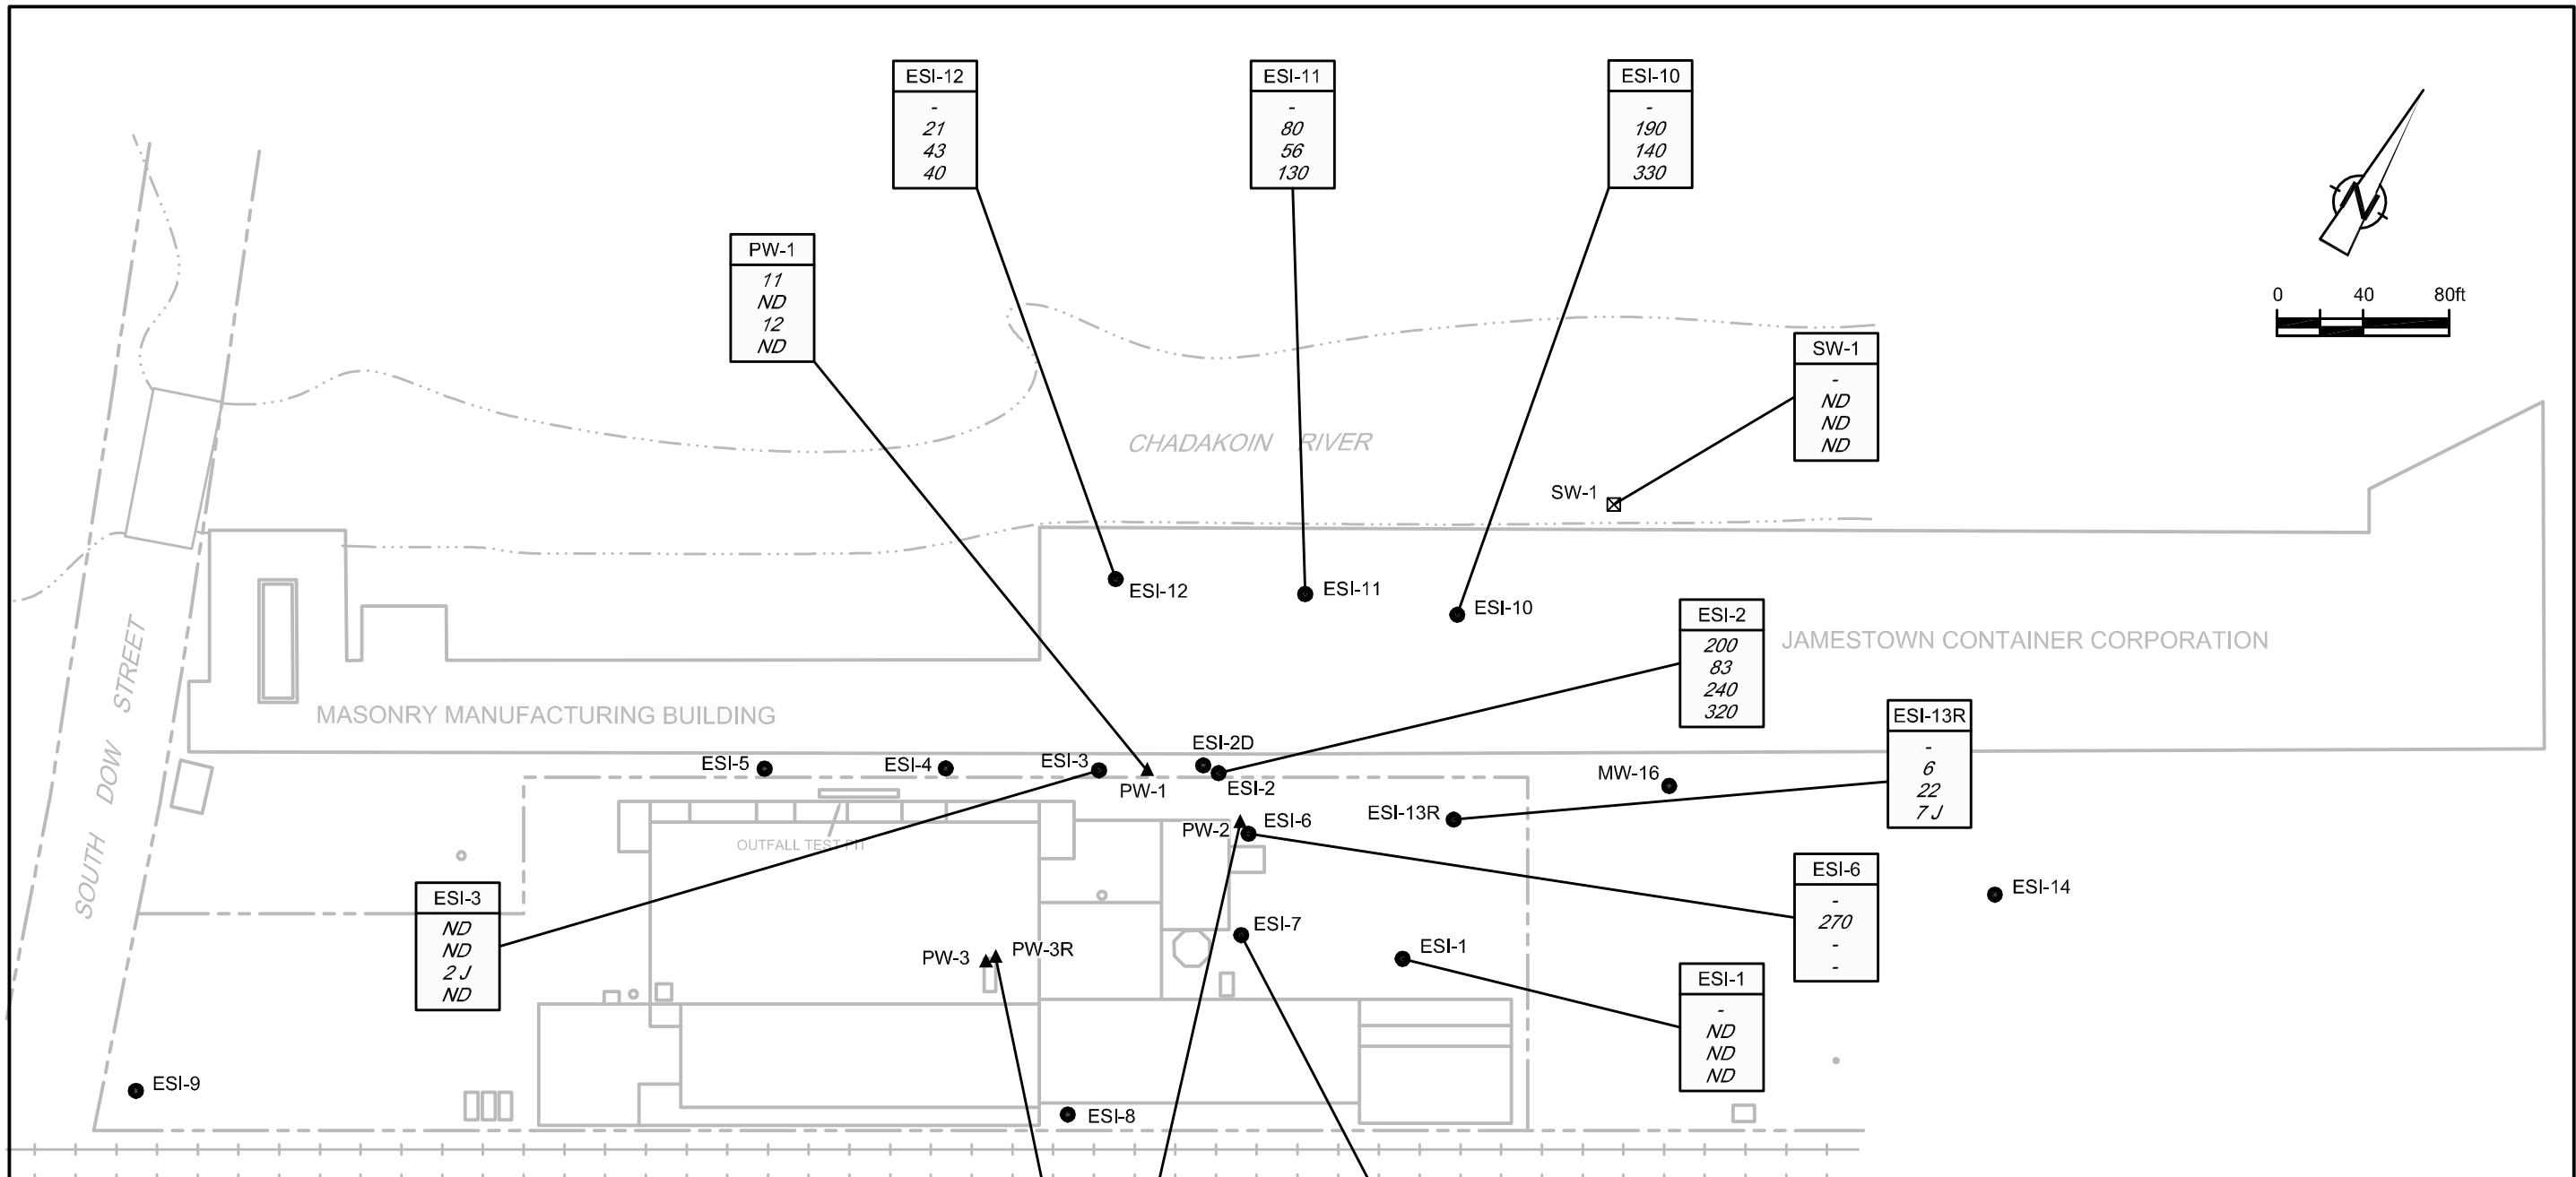 ESI-12
-
21
43
40
ESI-11
-
80
56
130
ESI-10
-
190
140
330
N
0 40 80ft
PW-1
11
ND
12
ND
SW-1
-
ND
ND
ND
CHADAKOIN RIVER
SW-1
ESI-12
ESI-11
ESI-10
ESI-2
200
83
240
320
JAMESTOWN CONTAINER CORPORATION
SOUTH DOW STREET
MASONRY MANUFACTURING BUILDING
ESI-13R
-
6
22
7 J
ESI-5
ESI-4
ESI-3
PW-1
ESI-2D
ESI-2
MW-16
ESI-13R
PW-2
ESI-6
OUTFALL TEST PIT
ESI-3
ND
ND
2 J
ND
ESI-6
-
270
-
-
ESI-14
ESI-7
ESI-1
PW-3
PW-3R
ESI-1
-
ND
ND
ND
ESI-9
ESI-8